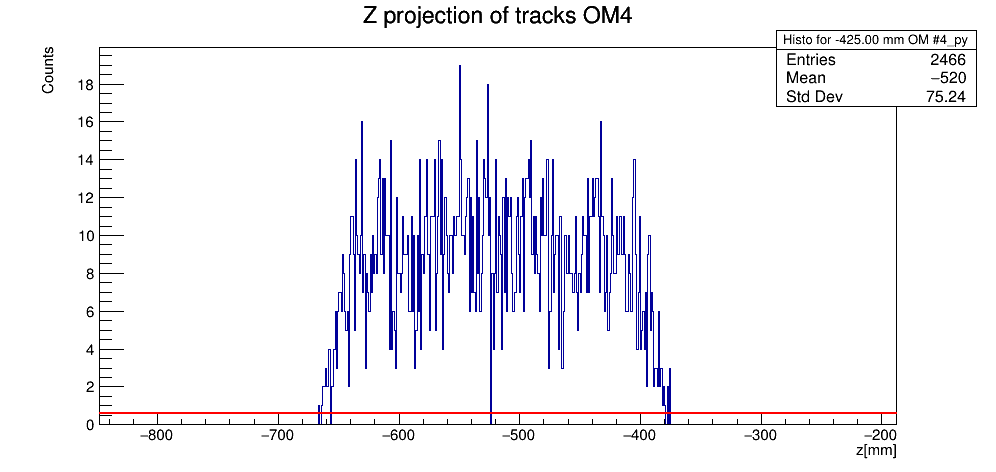 Z projection of tracks OM4
Histo for -425.00 mm OM #4_py
Entries 2466
Mean −520
Std Dev 75.24
Counts
18
16
14
12
10
8
6
4
2
0
−800 −700 −600 −500 −400 −300 −200
z[mm]